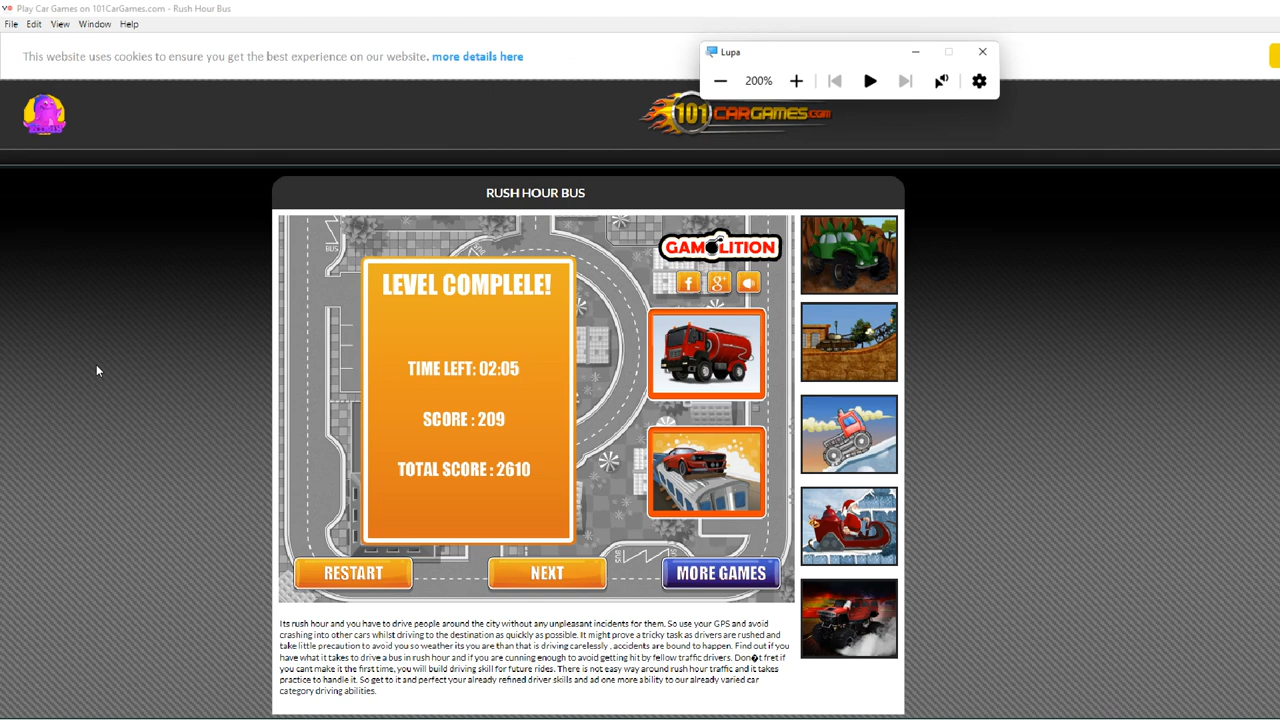 Play Car Games on 101CarGames.com - Rush Hour Bus
File Edit View Window Help
This website uses cookies to ensure you get the best experience on our website. more details here
Lupa
200%
101 CARGAMES.COM
RUSH HOUR BUS
BUS
GAMOLITION
f g+
LEVEL COMPLELE!
TIME LEFT: 02:05
SCORE : 209
TOTAL SCORE : 2610
BUS
RESTART NEXT MORE GAMES
Its rush hour and you have to drive people around the city without any unpleasant incidents for them. So use your GPS and avoid
crashing into other cars whilst driving to the destination as quickly as possible. It might prove a tricky task as drivers are rushed and
take little precaution to avoid you so weather its you are than that is driving carelessly , accidents are bound to happen. Find out if you
have what it takes to drive a bus in rush hour and if you are cunning enough to avoid getting hit by fellow traffic drivers. Don�t fret if
you cant make it the first time, you will build driving skill for future rides. There is not easy way around rush hour traffic and it takes
practice to handle it. So get to it and perfect your already refined driver skills and ad one more ability to our already varied car
category driving abilities.